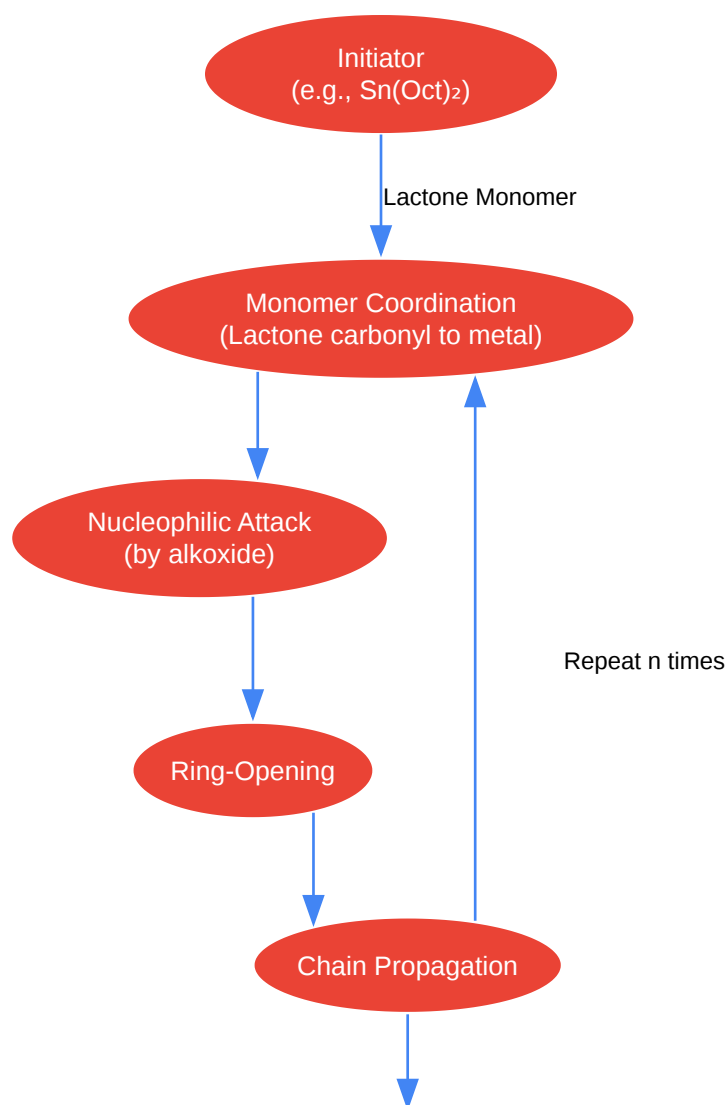 Initiator
(e.g., Sn(Oct)₂)
Lactone Monomer
Monomer Coordination
(Lactone carbonyl to metal)
Nucleophilic Attack
(by alkoxide)
Repeat n times
Ring-Opening
Chain Propagation